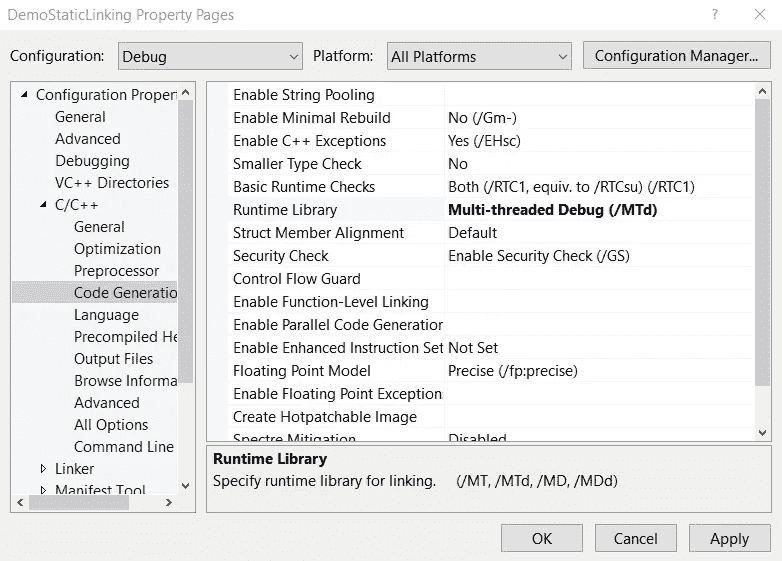 DemoStaticLinking Property Pages ? ×
Configuration: Debug Platform: All Platforms Configuration Manager...
Configuration Propert
General
Advanced
Debugging
VC++ Directories
C/C++
General
Optimization
Preprocessor
Code Generatio
Language
Precompiled He
Output Files
Browse Informa
Advanced
All Options
Command Line
Linker
Manifest Tool
Enable String Pooling
Enable Minimal Rebuild No (/Gm-)
Enable C++ Exceptions Yes (/EHsc)
Smaller Type Check No
Basic Runtime Checks Both (/RTC1, equiv. to /RTCsu) (/RTC1)
Runtime Library Multi-threaded Debug (/MTd)
Struct Member Alignment Default
Security Check Enable Security Check (/GS)
Control Flow Guard
Enable Function-Level Linking
Enable Parallel Code Generation
Enable Enhanced Instruction Set Not Set
Floating Point Model Precise (/fp:precise)
Enable Floating Point Exceptions
Create Hotpatchable Image
Spectre Mitigation Disabled
Runtime Library
Specify runtime library for linking. (/MT, /MTd, /MD, /MDd)
OK Cancel Apply